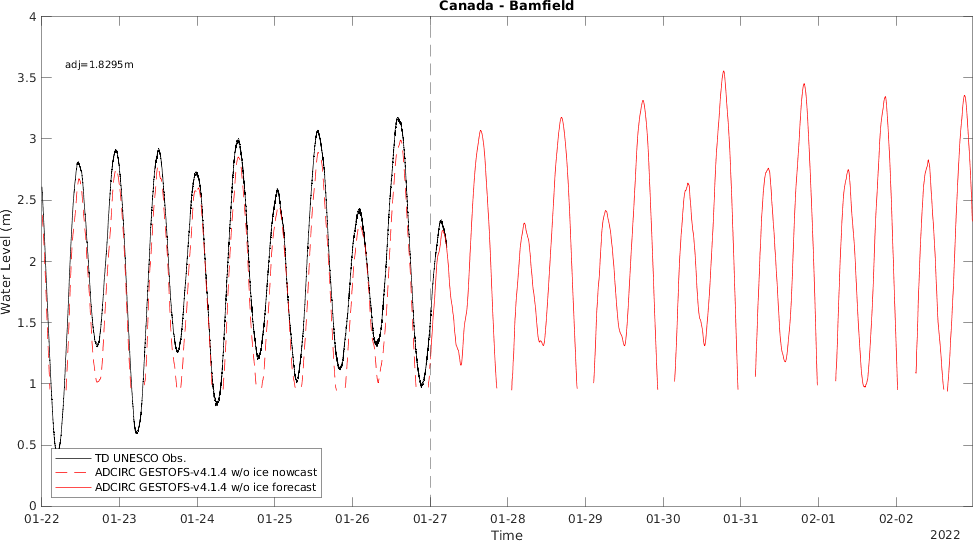 Canada - Bamfield
adj=1.8295m
4
3.5
3
2.5
2
1.5
1
0.5
0
Water Level (m)
TD UNESCO Obs.
ADCIRC GESTOFS-v4.1.4 w/o ice nowcast
ADCIRC GESTOFS-v4.1.4 w/o ice forecast
01-22 01-23 01-24 01-25 01-26 01-27 01-28 01-29 01-30 01-31 02-01 02-02
Time
2022